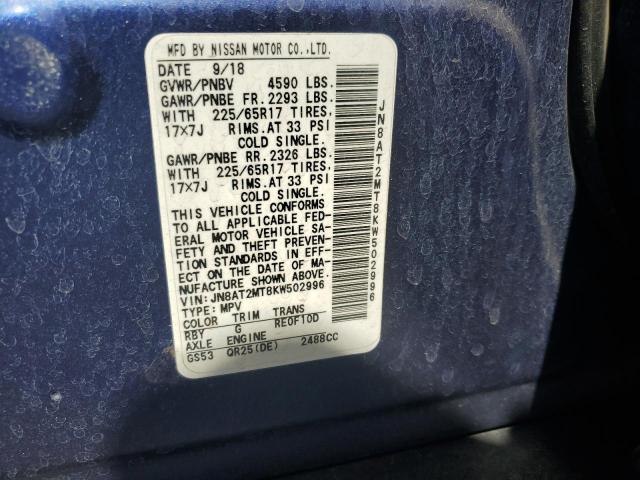 MFD BY NISSAN MOTOR CO.,LTD.
DATE 9/18
GVWR/PNBV 4590 LBS.
GAWR/PNBE FR. 2293 LBS.
WITH 225/65R17 TIRES,
17×7J RIMS.AT 33 PSI
COLD SINGLE.
GAWR/PNBE RR. 2326 LBS.
WITH 225/65R17 TIRES,
17×7J RIMS.AT 33 PSI
COLD SINGLE.
THIS VEHICLE CONFORMS
TO ALL APPLICABLE FED-
ERAL MOTOR VEHICLE SA-
FETY AND THEFT PREVEN-
TION STANDARDS IN EFF-
ECT ON THE DATE OF MA-
NUFACTURE SHOWN ABOVE.
VIN: JN8AT2MT8KW502996
TYPE: MPV
COLOR TRIM TRANS
RBY G RE0F10D
AXLE ENGINE
GS53 QR25(DE) 2488CC
JN8AT2MT8KW502996